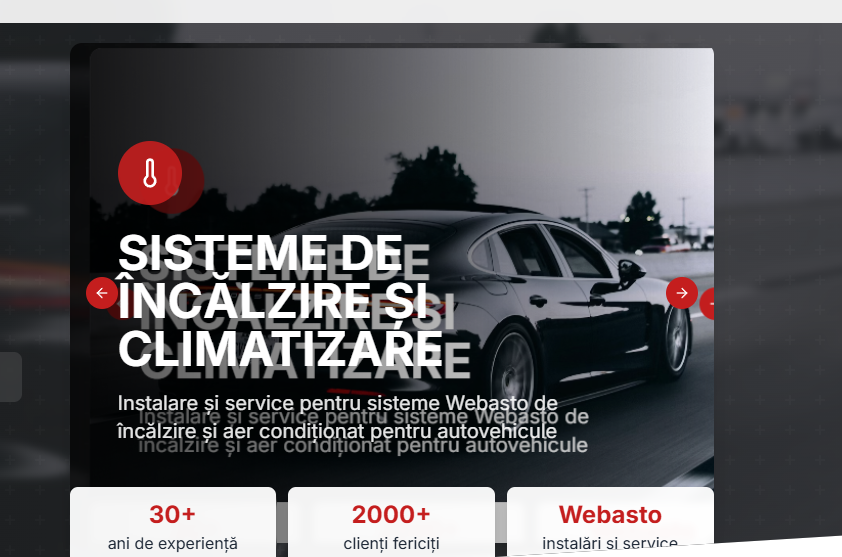 SISTEME DE
ÎNCĂLZIRE ȘI
CLIMATIZARE
Instalare și service pentru sisteme Webasto de
încălzire și aer condiționat pentru autovehicule
30+
ani de experiență
2000+
clienți fericiți
Webasto
instalări și service